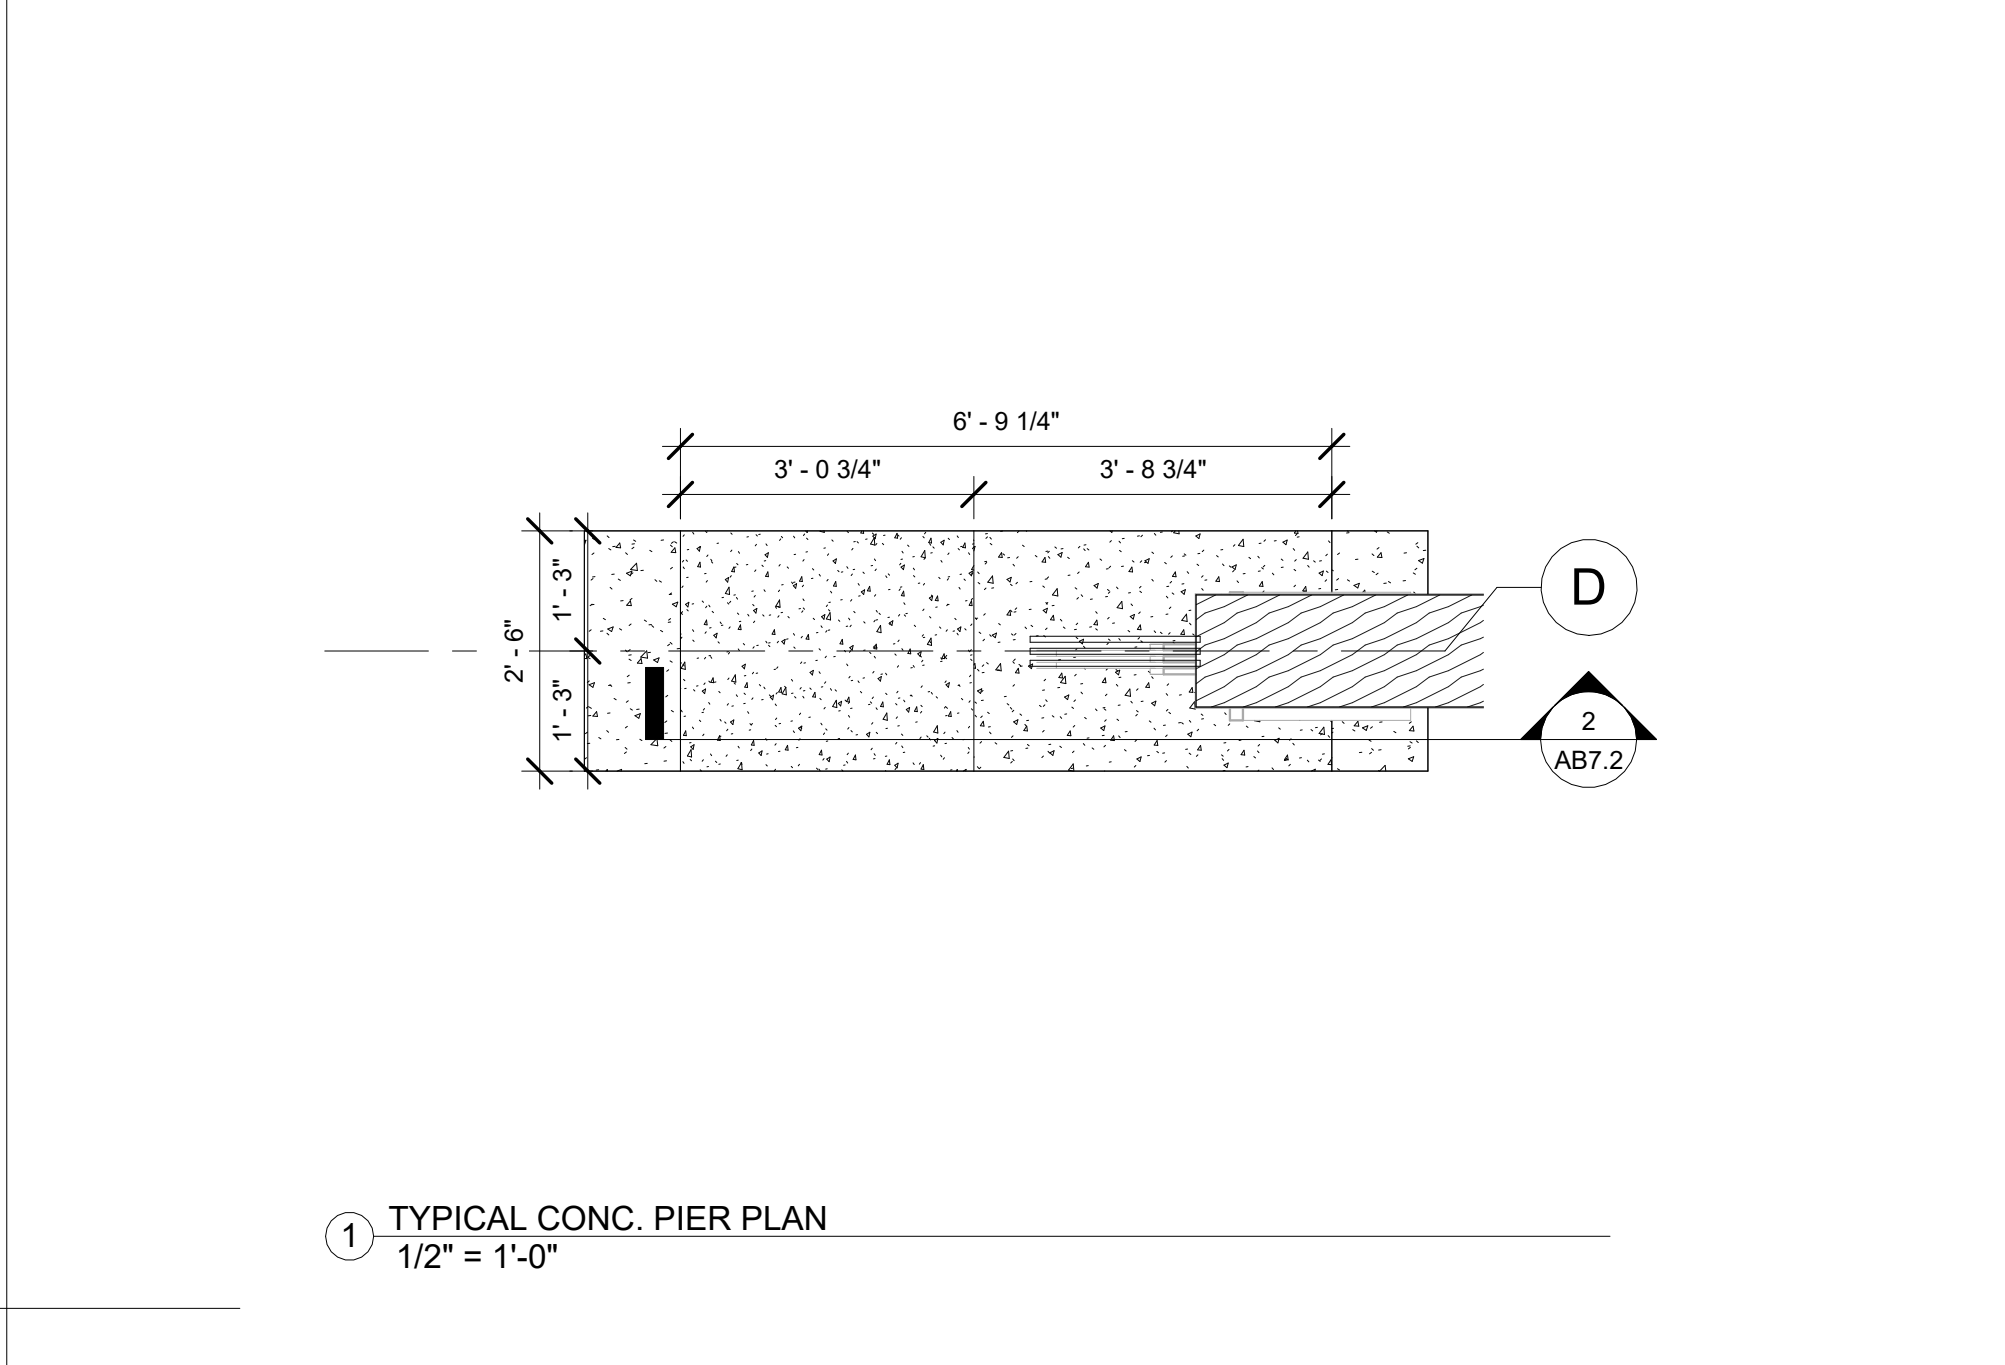 6' - 9 1/4"
3' - 0 3/4"
3' - 8 3/4"
1' - 3"
2' - 6"
1' - 3"
D
2
AB7.2
1
TYPICAL CONC. PIER PLAN
1/2" = 1'-0"